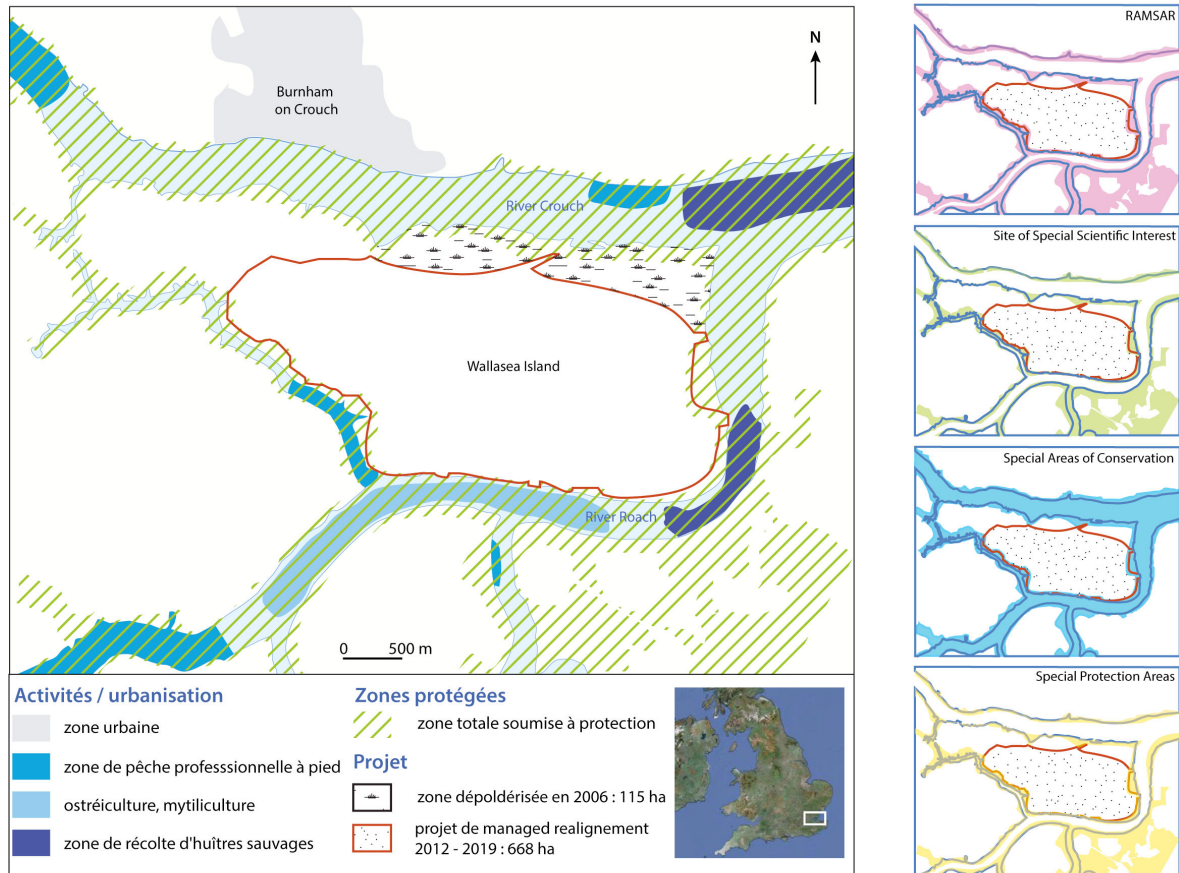 N
Burnham
on Crouch
River Crouch
Wallasea Island
River Roach
0 500 m
Activités / urbanisation
zone urbaine
zone de pêche professsionnelle à pied
ostréiculture, mytiliculture
zone de récolte d'huîtres sauvages
Zones protégées
zone totale soumise à protection
Projet
zone dépoldérisée en 2006 : 115 ha
projet de managed realignement
2012 - 2019 : 668 ha
RAMSAR
Site of Special Scientific Interest
Special Areas of Conservation
Special Protection Areas